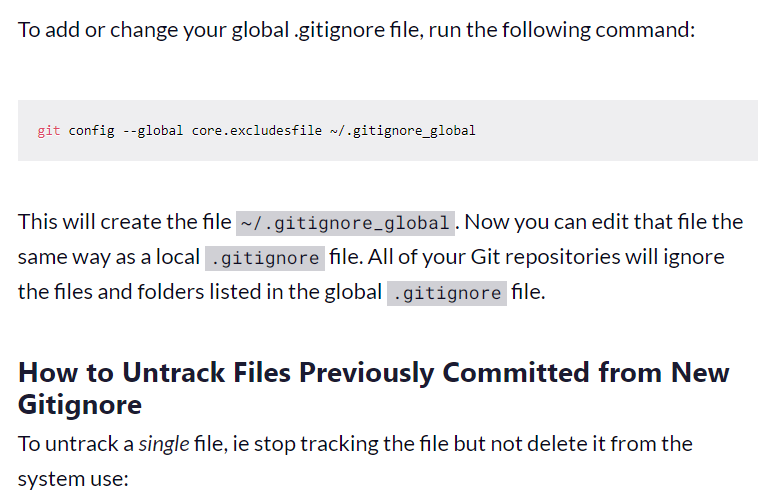 To add or change your global .gitignore file, run the following command:
git config --global core.excludesfile ~/.gitignore_global
This will create the file ~/.gitignore_global. Now you can edit that file the
same way as a local .gitignore file. All of your Git repositories will ignore
the files and folders listed in the global .gitignore file.
How to Untrack Files Previously Committed from New
Gitignore
To untrack a single file, ie stop tracking the file but not delete it from the
system use: